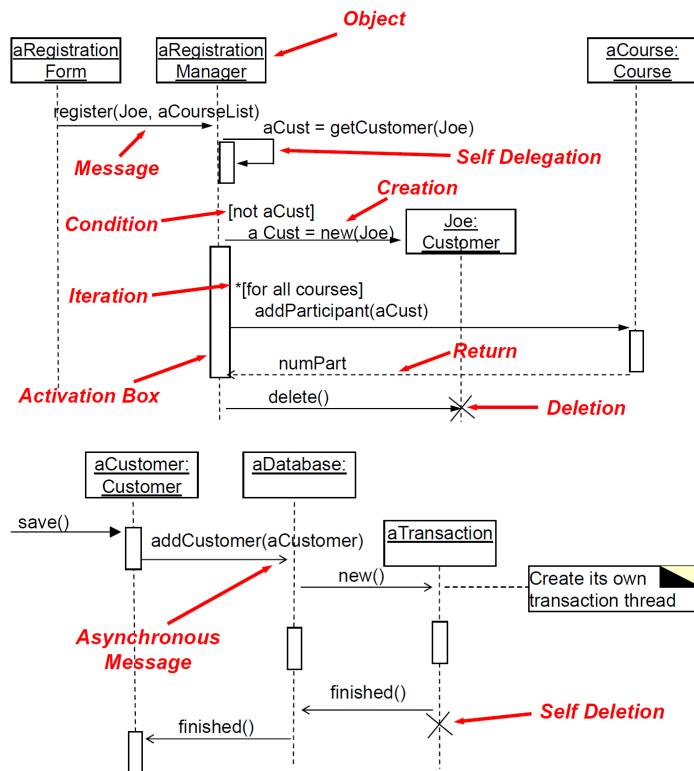 Object
aRegistration
Form
aRegistration
Manager
aCourse:
Course
register(Joe, aCourseList)
aCust = getCustomer(Joe)
Message
Self Delegation
Creation
Condition
[not aCust]
a Cust = new(Joe)
Joe:
Customer
Iteration
*[for all courses]
addParticipant(aCust)
numPart
Return
Activation Box
delete()
Deletion
aCustomer:
Customer
aDatabase:
save()
addCustomer(aCustomer)
aTransaction
new()
Create its own
transaction thread
Asynchronous
Message
finished()
Self Deletion
finished()